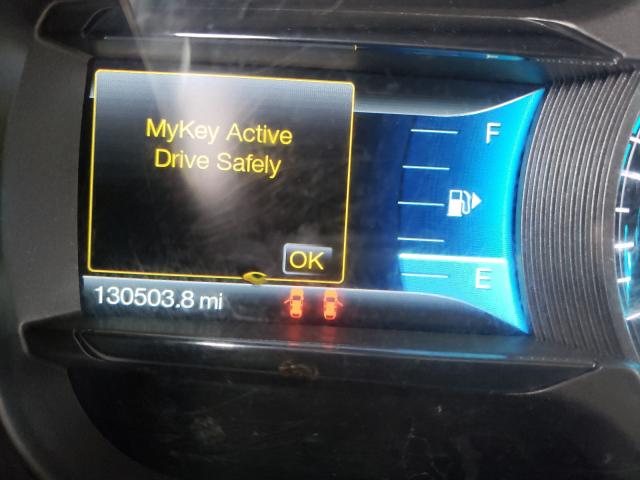 MyKey Active
Drive Safely
OK
130503.8 mi
F
E